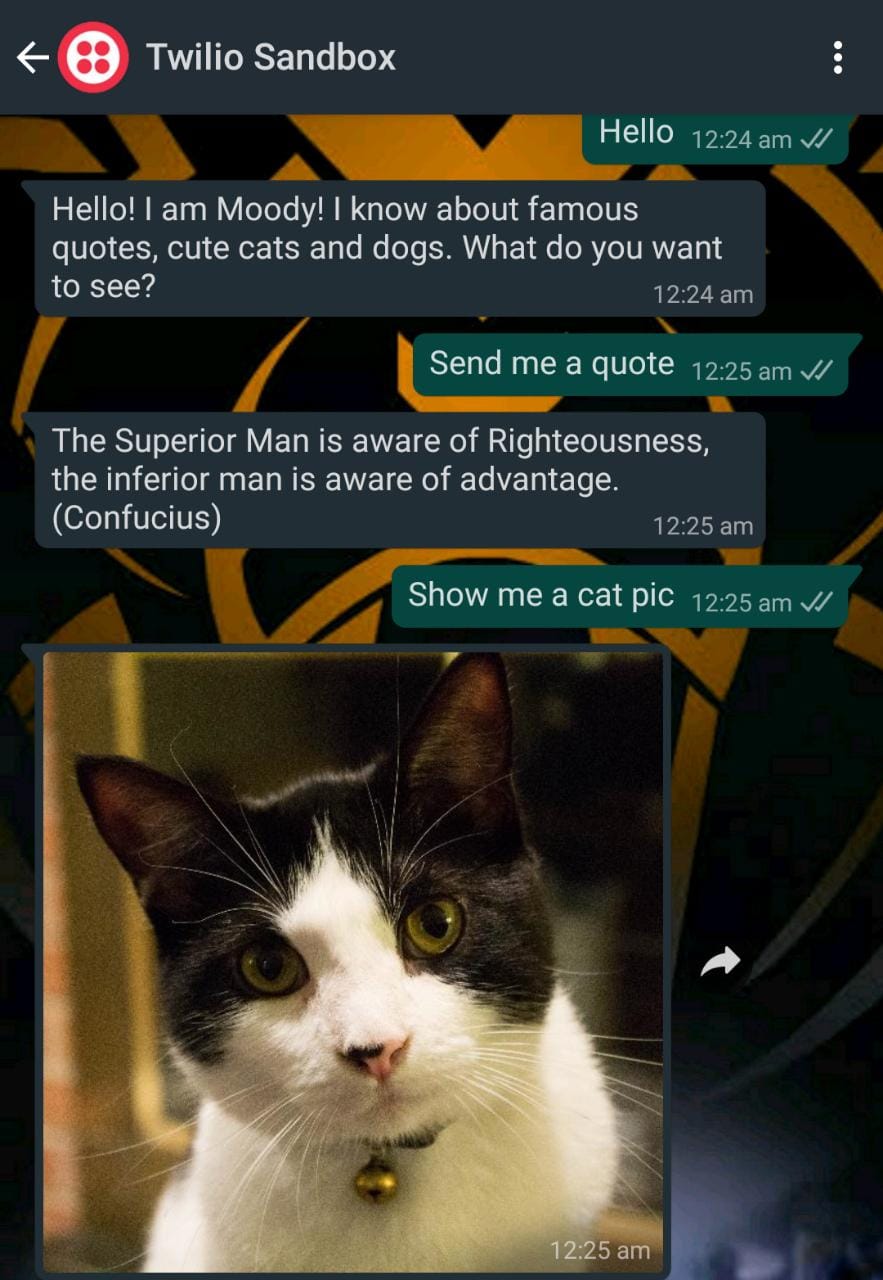 Twilio Sandbox
Hello 12:24 am
Hello! I am Moody! I know about famous
quotes, cute cats and dogs. What do you want
to see?
12:24 am
Send me a quote 12:25 am
The Superior Man is aware of Righteousness,
the inferior man is aware of advantage.
(Confucius)
12:25 am
Show me a cat pic 12:25 am
12:25 am